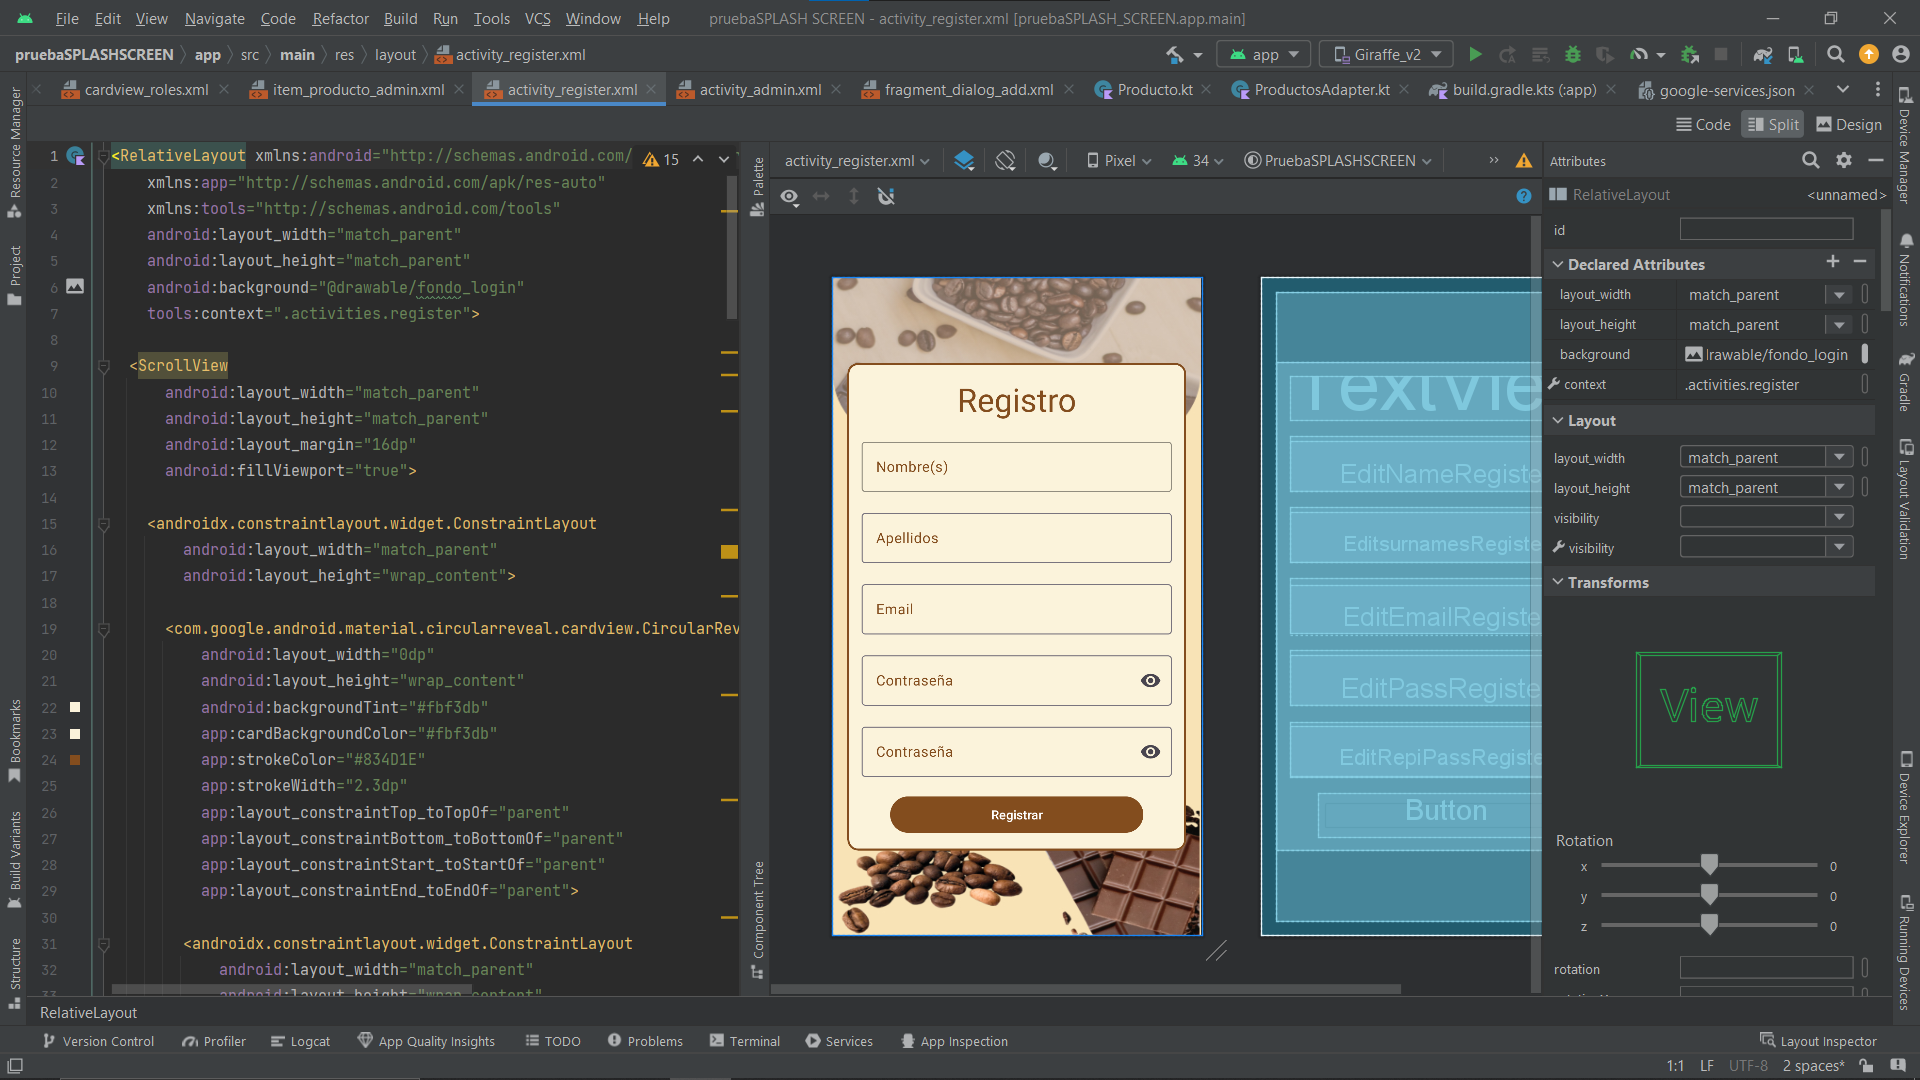 File Edit View Navigate Code Refactor Build Run Tools VCS Window Help pruebaSPLASH SCREEN - activity_register.xml [pruebaSPLASH_SCREEN.app.main]
pruebaSPLASHSCREEN app src main res layout activity_register.xml app Giraffe_v2
cardview_roles.xml item_producto_admin.xml activity_register.xml activity_admin.xml fragment_dialog_add.xml Producto.kt ProductosAdapter.kt build.gradle.kts (:app) google-services.json
Code Split Design
Resource Manager
Project
Bookmarks
Build Variants
Structure
1 <RelativeLayout xmlns:android="http://schemas.android.com/ 15
2 xmlns:app="http://schemas.android.com/apk/res-auto"
3 xmlns:tools="http://schemas.android.com/tools"
4 android:layout_width="match_parent"
5 android:layout_height="match_parent"
6 android:background="@drawable/fondo_login"
7 tools:context=".activities.register">
8
9 <ScrollView
10 android:layout_width="match_parent"
11 android:layout_height="match_parent"
12 android:layout_margin="16dp"
13 android:fillViewport="true">
14
15 <androidx.constraintlayout.widget.ConstraintLayout
16 android:layout_width="match_parent"
17 android:layout_height="wrap_content">
18
19 <com.google.android.material.circularreveal.cardview.CircularRev
20 android:layout_width="0dp"
21 android:layout_height="wrap_content"
22 android:backgroundTint="#fbf3db"
23 app:cardBackgroundColor="#fbf3db"
24 app:strokeColor="#834D1E"
25 app:strokeWidth="2.3dp"
26 app:layout_constraintTop_toTopOf="parent"
27 app:layout_constraintBottom_toBottomOf="parent"
28 app:layout_constraintStart_toStartOf="parent"
29 app:layout_constraintEnd_toEndOf="parent">
30
31 <androidx.constraintlayout.widget.ConstraintLayout
32 android:layout_width="match_parent"
33 android:layout_height="wrap_content"
Palette
Component Tree
activity_register.xml Pixel 34 PruebaSPLASHSCREEN
Registro
Nombre(s)
Apellidos
Email
Contraseña
Contraseña
Registrar
TextVie
EditNameRegiste
EditsurnamesRegiste
EditEmailRegiste
EditPassRegiste
EditRepiPassRegiste
Button
Attributes
RelativeLayout <unnamed>
id
Declared Attributes
layout_width match_parent
layout_height match_parent
background rawable/fondo_login
context .activities.register
Layout
layout_width match_parent
layout_height match_parent
visibility
visibility
Transforms
View
Rotation
x 0
y 0
z 0
rotation
Device Manager
Notifications
Gradle
Layout Validation
Device Explorer
Running Devices
RelativeLayout
Version Control Profiler Logcat App Quality Insights TODO Problems Terminal Services App Inspection Layout Inspector
1:1 LF UTF-8 2 spaces*